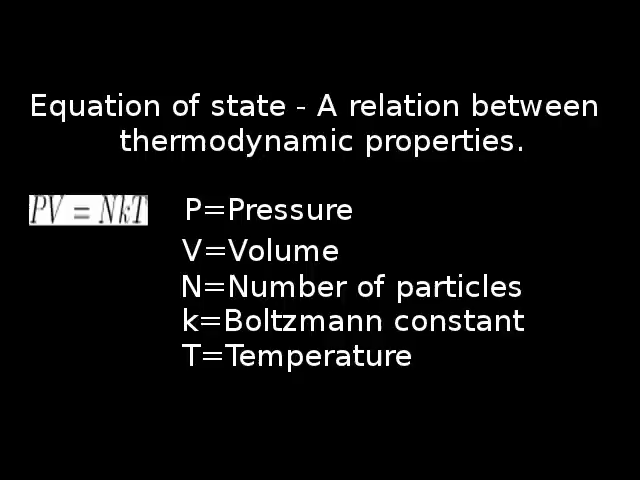 Equation of state - A relation between
thermodynamic properties.
PV = NkT P=Pressure
V=Volume
N=Number of particles
k=Boltzmann constant
T=Temperature